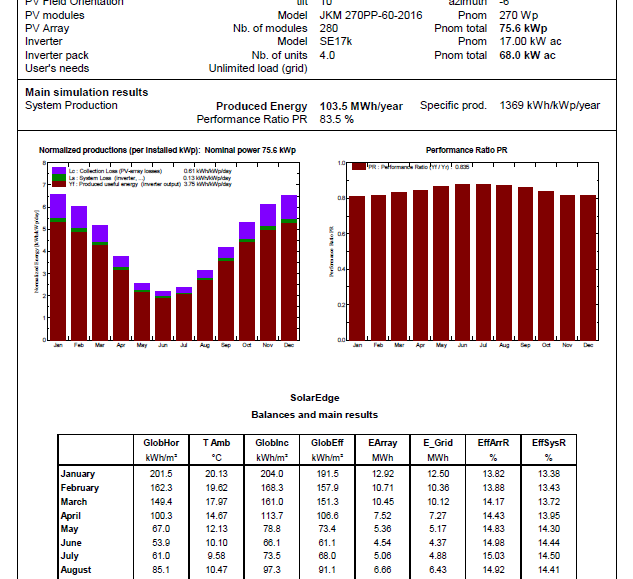 PV Field Orientation tilt 10 azimuth -6
PV modules Model JKM 270PP-60-2016 Pnom 270 Wp
PV Array Nb. of modules 280 Pnom total 75.6 kWp
Inverter Model SE17k Pnom 17.00 kW ac
Inverter pack Nb. of units 4.0 Pnom total 68.0 kW ac
User's needs Unlimited load (grid)
Main simulation results
System Production Produced Energy 103.5 MWh/year Specific prod. 1369 kWh/kWp/year
Performance Ratio PR 83.5 %
Normalized productions (per installed kWp): Nominal power 75.6 kWp
8
7
6
5
4
3
2
1
0
Normalized Energy [kWh/kWp/day]
Lc : Collection Loss (PV-array losses) 0.61 kWh/kWp/day
Ls : System Loss (inverter, ...) 0.13 kWh/kWp/day
Yf : Produced useful energy (inverter output) 3.75 kWh/kWp/day
Jan Feb Mar Apr May Jun Jul Aug Sep Oct Nov Dec
Performance Ratio PR
1.0
0.8
0.6
0.4
0.2
0.0
Performance Ratio PR
PR : Performance Ratio (Yf / Yr) : 0.835
Jan Feb Mar Apr May Jun Jul Aug Sep Oct Nov Dec
SolarEdge
Balances and main results
GlobHor T Amb GlobInc GlobEff EArray E_Grid EffArrR EffSysR
kWh/m² °C kWh/m² kWh/m² MWh MWh % %
January 201.5 20.13 204.0 191.5 12.92 12.50 13.82 13.38
February 162.3 19.62 168.3 157.9 10.71 10.36 13.88 13.43
March 149.4 17.97 161.0 151.3 10.45 10.12 14.17 13.72
April 100.3 14.67 113.7 106.6 7.52 7.27 14.43 13.95
May 67.0 12.13 78.8 73.4 5.36 5.17 14.83 14.30
June 53.9 10.10 66.1 61.1 4.54 4.37 14.98 14.44
July 61.0 9.58 73.5 68.0 5.06 4.88 15.03 14.50
August 85.1 10.47 97.3 91.1 6.66 6.43 14.92 14.41